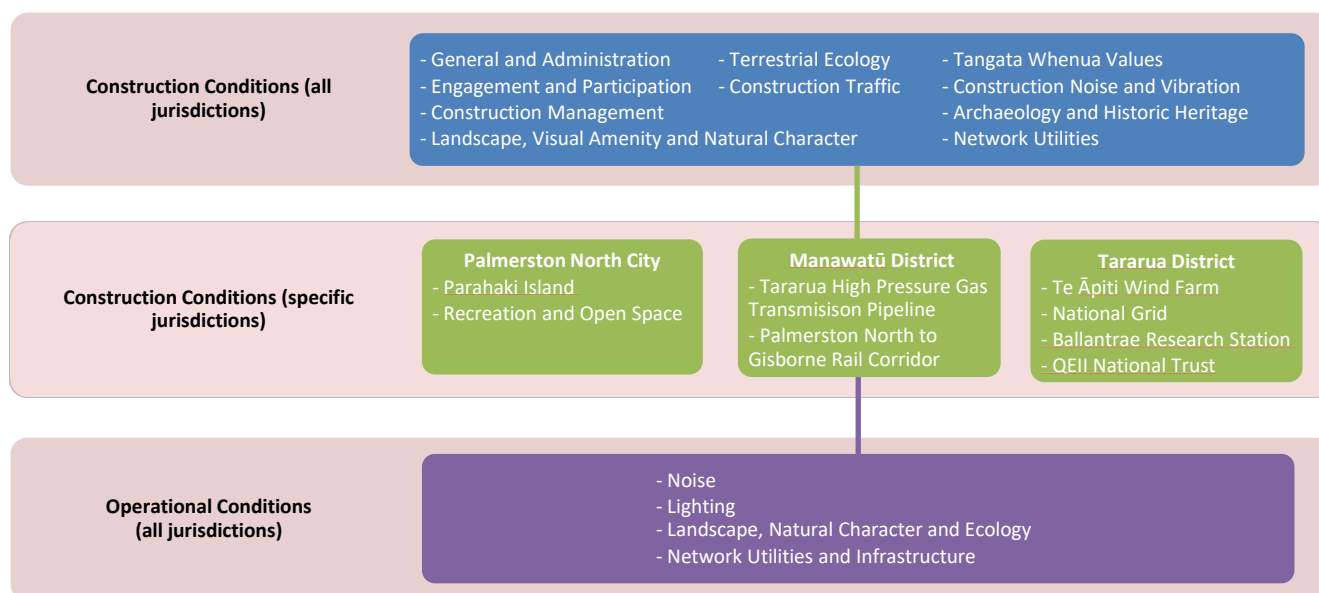 Construction Conditions (all
jurisdictions)
- General and Administration
- Engagement and Participation
- Construction Management
- Landscape, Visual Amenity and Natural Character
- Terrestrial Ecology
- Construction Traffic
- Tangata Whenua Values
- Construction Noise and Vibration
- Archaeology and Historic Heritage
- Network Utilities
Construction Conditions (specific
jurisdictions)
Palmerston North City
- Parahaki Island
- Recreation and Open Space
Manawatū District
- Tararua High Pressure Gas
Transmisison Pipeline
- Palmerston North to
Gisborne Rail Corridor
Tararua District
- Te Āpiti Wind Farm
- National Grid
- Ballantrae Research Station
- QEII National Trust
Operational Conditions
(all jurisdictions)
- Noise
- Lighting
- Landscape, Natural Character and Ecology
- Network Utilities and Infrastructure